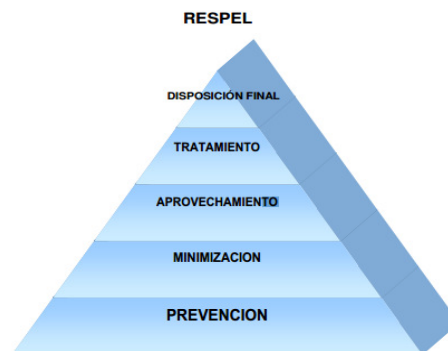 RESPEL
DISPOSICIÓN FINAL
TRATAMIENTO
APROVECHAMIENTO
MINIMIZACION
PREVENCION